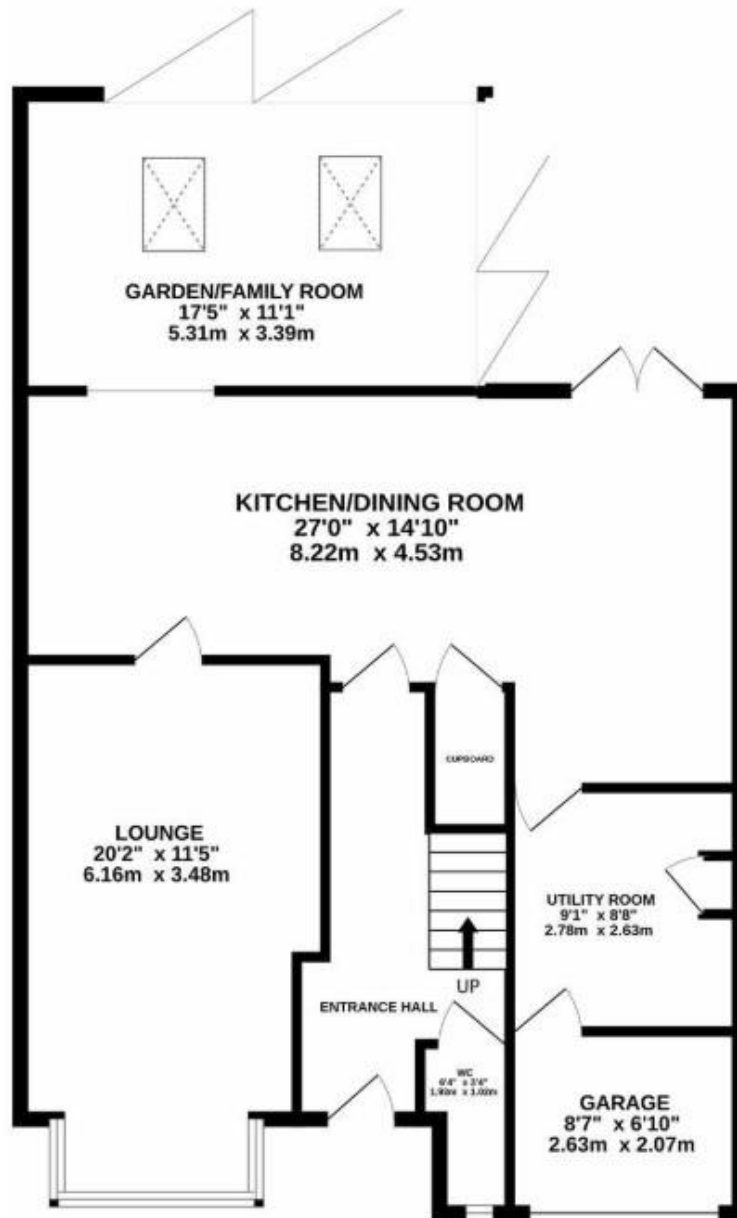 GARDEN/FAMILY ROOM
17'5" x 11'1"
5.31m x 3.39m
KITCHEN/DINING ROOM
27'0" x 14'10"
8.22m x 4.53m
CUPBOARD
LOUNGE
20'2" x 11'5"
6.16m x 3.48m
UTILITY ROOM
9'1" x 8'8"
2.78m x 2.63m
UP
ENTRANCE HALL
WC
GARAGE
8'7" x 6'10"
2.63m x 2.07m